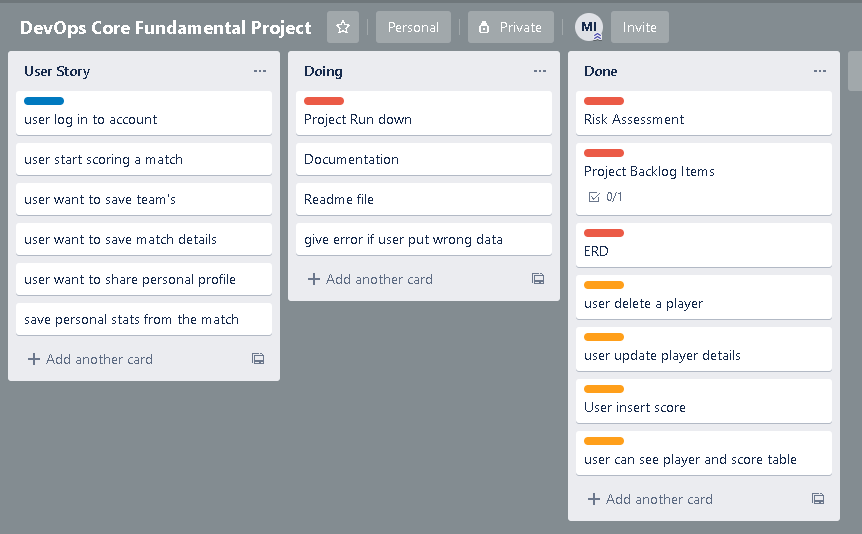 DevOps Core Fundamental Project Personal Private MI Invite
User Story
user log in to account
user start scoring a match
user want to save team's
user want to save match details
user want to share personal profile
save personal stats from the match
Add another card
Doing
Project Run down
Documentation
Readme file
give error if user put wrong data
Add another card
Done
Risk Assessment
Project Backlog Items
0/1
ERD
user delete a player
user update player details
User insert score
user can see player and score table
Add another card